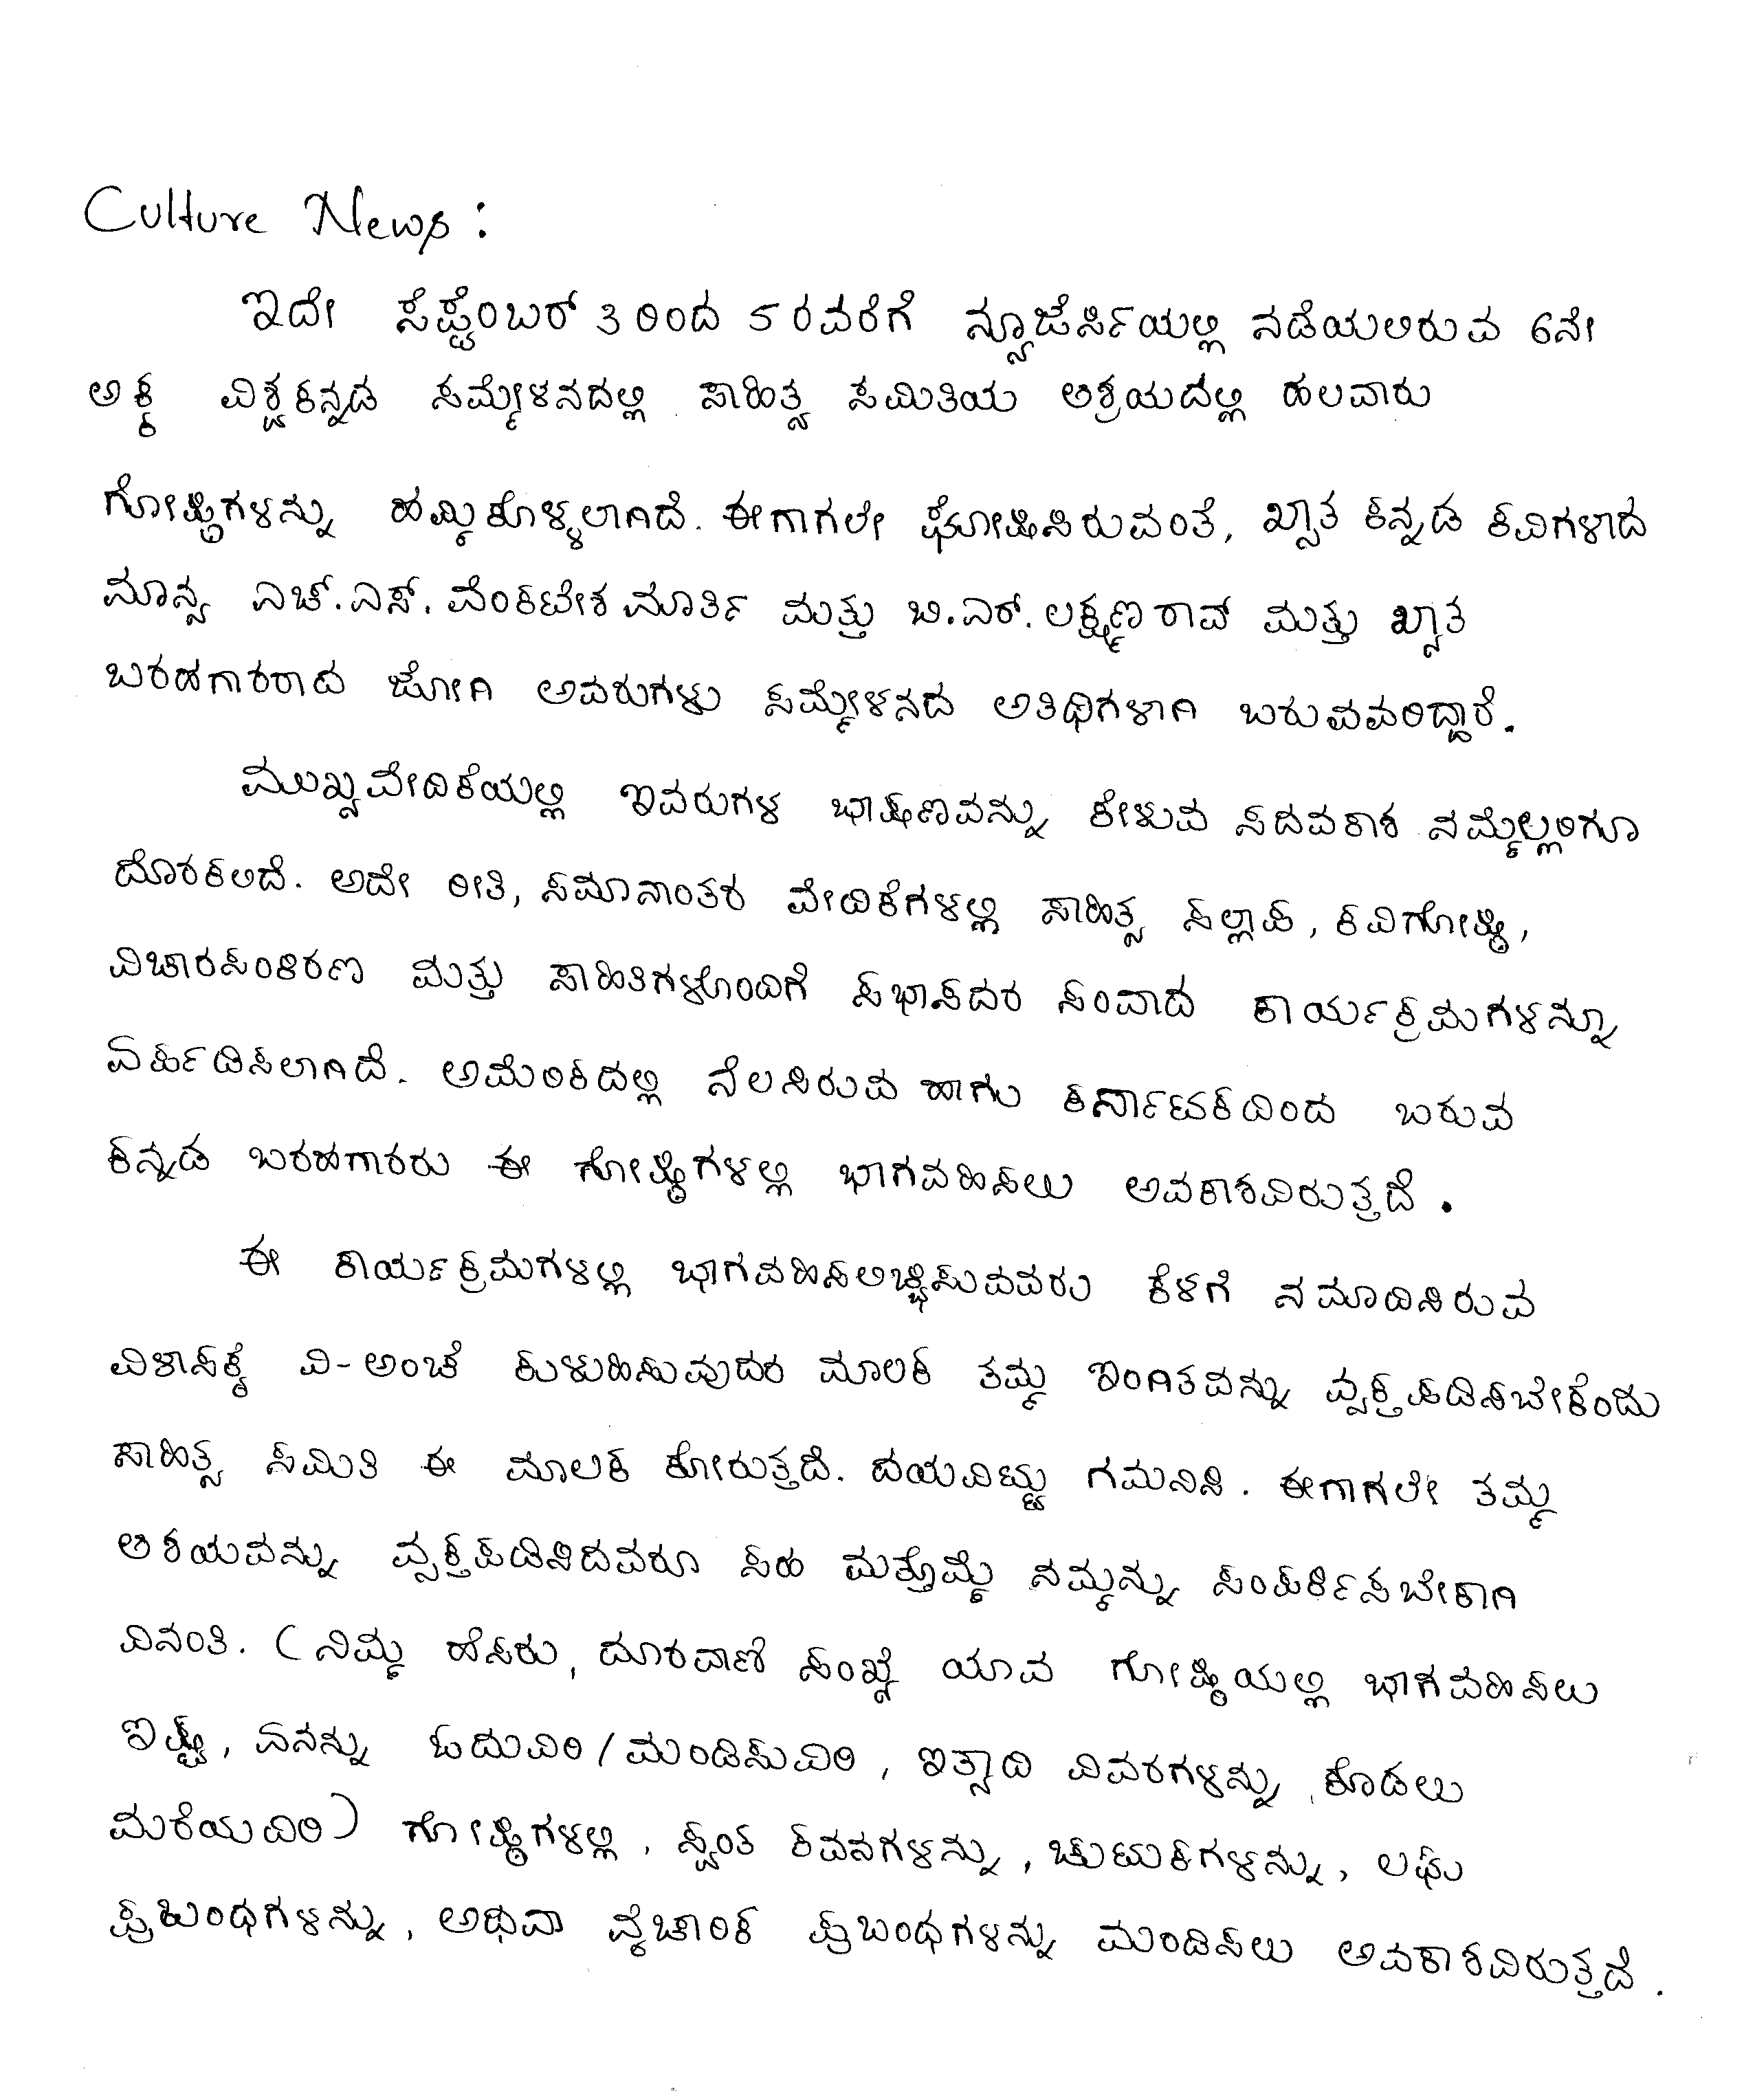 Culture News :
ಇದೇ ಸೆಪ್ಟೆಂಬರ್ 3 ರಿಂದ 5 ರವರೆಗೆ ನ್ಯೂಜೆರ್ಸಿಯಲ್ಲಿ ನಡೆಯಲಿರುವ 6ನೇ
ಅಕ್ಕ ವಿಶ್ವಕನ್ನಡ ಸಮ್ಮೇಳನದಲ್ಲಿ ಸಾಹಿತ್ಯ ಸಮಿತಿಯ ಆಶ್ರಯದಲ್ಲಿ ಹಲವಾರು
ಗೋಷ್ಠಿಗಳನ್ನು ಹಮ್ಮಿಕೊಳ್ಳಲಾಗಿದೆ. ಈಗಾಗಲೇ ಘೋಷಿಸಿರುವಂತೆ, ಖ್ಯಾತ ಕನ್ನಡ ಕವಿಗಳಾದ
ಮಾನ್ಯ ಎಚ್.ಎಸ್. ವೆಂಕಟೇಶ ಮೂರ್ತಿ ಮತ್ತು ಬಿ.ಎರ್. ಲಕ್ಷ್ಮಣ ರಾವ್ ಮತ್ತು ಖ್ಯಾತ
ಬರಹಗಾರರಾದ ಜೋಗಿ ಅವರುಗಳು ಸಮ್ಮೇಳನದ ಅತಿಥಿಗಳಾಗಿ ಬರುವವರಿದ್ದಾರೆ.
ಮುಖ್ಯವೇದಿಕೆಯಲ್ಲಿ ಇವರುಗಳ ಭಾಷಣವನ್ನು ಕೇಳುವ ಸದವಕಾಶ ನಮ್ಮೆಲ್ಲರಿಗೂ
ದೊರಕಲಿದೆ. ಅದೇ ರೀತಿ, ಸಮಾನಾಂತರ ವೇದಿಕೆಗಳಲ್ಲಿ ಸಾಹಿತ್ಯ ಸಲ್ಲಾಪ, ಕವಿಗೋಷ್ಠಿ,
ವಿಚಾರಸಂಕಿರಣ ಮತ್ತು ಸಾಹಿತಿಗಳೊಂದಿಗೆ ಸಭಾಸದರ ಸಂವಾದ ಕಾರ್ಯಕ್ರಮಗಳನ್ನೂ
ಏರ್ಪಡಿಸಲಾಗಿದೆ. ಅಮೆರಿಕದಲ್ಲಿ ನೆಲಸಿರುವ ಹಾಗು ಕರ್ನಾಟಕದಿಂದ ಬರುವ
ಕನ್ನಡ ಬರಹಗಾರರು ಈ ಗೋಷ್ಠಿಗಳಲ್ಲಿ ಭಾಗವಹಿಸಲು ಅವಕಾಶವಿರುತ್ತದೆ .
ಈ ಕಾರ್ಯಕ್ರಮಗಳಲ್ಲಿ ಭಾಗವಹಿಸಲಿಚ್ಛಿಸುವವರು ಕೆಳಗೆ ನಮೂದಿಸಿರುವ
ವಿಳಾಸಕ್ಕೆ ವಿ-ಅಂಚೆ ಕಳುಹಿಸುವುದರ ಮೂಲಕ ತಮ್ಮ ಇಂಗಿತವನ್ನು ವ್ಯಕ್ತಪಡಿಸಬೇಕೆಂದು
ಸಾಹಿತ್ಯ ಸಮಿತಿ ಈ ಮೂಲಕ ಕೋರುತ್ತದೆ. ದಯವಿಟ್ಟು ಗಮನಿಸಿ. ಈಗಾಗಲೇ ತಮ್ಮ
ಆಶಯವನ್ನು ವ್ಯಕ್ತಪಡಿಸಿದವರೂ ಸಹ ಮತ್ತೊಮ್ಮೆ ನಮ್ಮನ್ನು ಸಂಪರ್ಕಿಸಬೇಕಾಗಿ
ವಿನಂತಿ. (ನಿಮ್ಮ ಹೆಸರು, ದೂರವಾಣಿ ಸಂಖ್ಯೆ ಯಾವ ಗೋಷ್ಠಿಯಲ್ಲಿ ಭಾಗವಹಿಸಲು
ಇಷ್ಟ, ಏನನ್ನು ಓದುವಿರಿ/ಮಂಡಿಸುವಿರಿ, ಇತ್ಯಾದಿ ವಿವರಗಳನ್ನು ಕೊಡಲು
ಮರೆಯದಿರಿ) ಗೋಷ್ಠಿಗಳಲ್ಲಿ, ಸ್ವಂತ ಕವನಗಳನ್ನು, ಚುಟುಕಿಗಳನ್ನು, ಲಘು
ಪ್ರಬಂಧಗಳನ್ನು, ಅಥವಾ ವೈಚಾರಿಕ ಪ್ರಬಂಧಗಳನ್ನು ಮಂಡಿಸಲು ಅವಕಾಶವಿರುತ್ತದೆ .